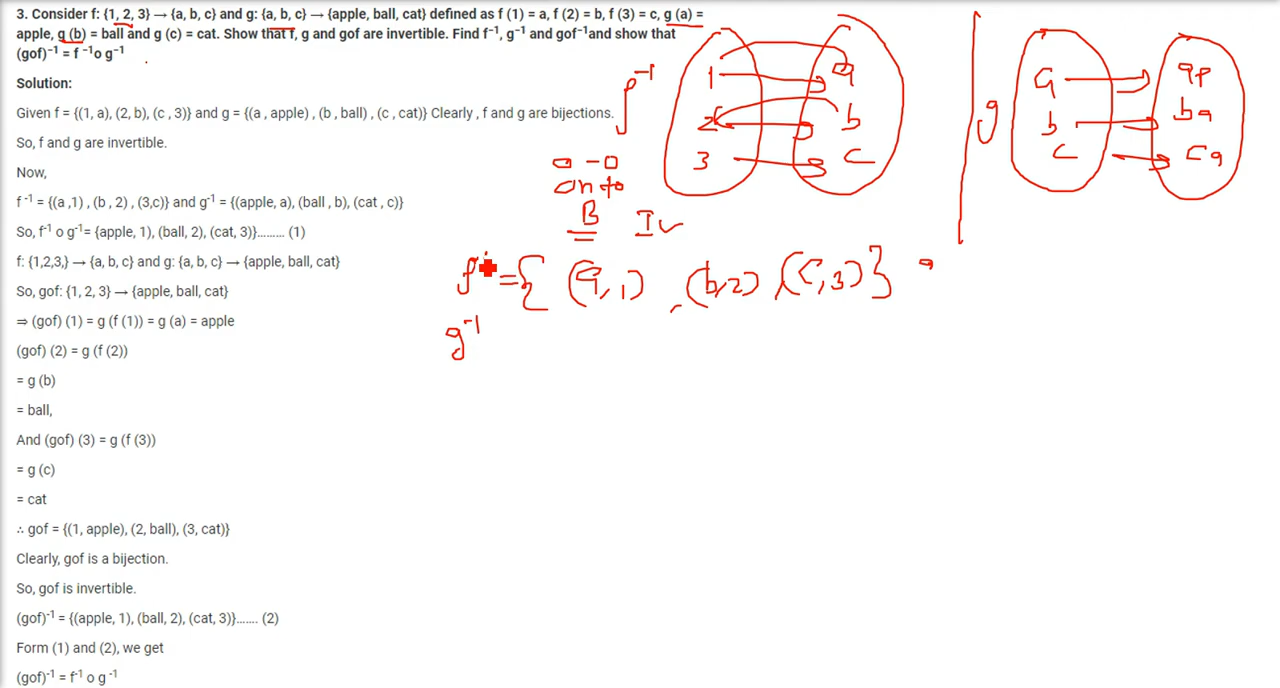 3. Consider f: {1, 2, 3} → {a, b, c} and g: {a, b, c} → {apple, ball, cat} defined as f (1) = a, f (2) = b, f (3) = c, g (a) =
apple, g (b) = ball and g (c) = cat. Show that f, g and gof are invertible. Find f⁻¹, g⁻¹ and gof⁻¹and show that
(gof)⁻¹ = f ⁻¹o g⁻¹
Solution:
Given f = {(1, a), (2, b), (c , 3)} and g = {(a , apple) , (b , ball) , (c , cat)} Clearly , f and g are bijections.
So, f and g are invertible.
Now,
f ⁻¹ = {(a ,1) , (b , 2) , (3,c)} and g⁻¹ = {(apple, a), (ball , b), (cat , c)}
So, f⁻¹ o g⁻¹= {apple, 1), (ball, 2), (cat, 3)}......... (1)
f: {1,2,3,} → {a, b, c} and g: {a, b, c} → {apple, ball, cat}
So, gof: {1, 2, 3} → {apple, ball, cat}
⇒ (gof) (1) = g (f (1)) = g (a) = apple
(gof) (2) = g (f (2))
= g (b)
= ball,
And (gof) (3) = g (f (3))
= g (c)
= cat
∴ gof = {(1, apple), (2, ball), (3, cat)}
Clearly, gof is a bijection.
So, gof is invertible.
(gof)⁻¹ = {(apple, 1), (ball, 2), (cat, 3)}....... (2)
Form (1) and (2), we get
(gof)⁻¹ = f⁻¹ o g ⁻¹
f⁻¹
1 a
2 b
3 c
g
a ap
b ba
c ca
o - o
onto
B Iv
f⁻¹ = { (a, 1) , (b, 2) , (c, 3) }
g⁻¹